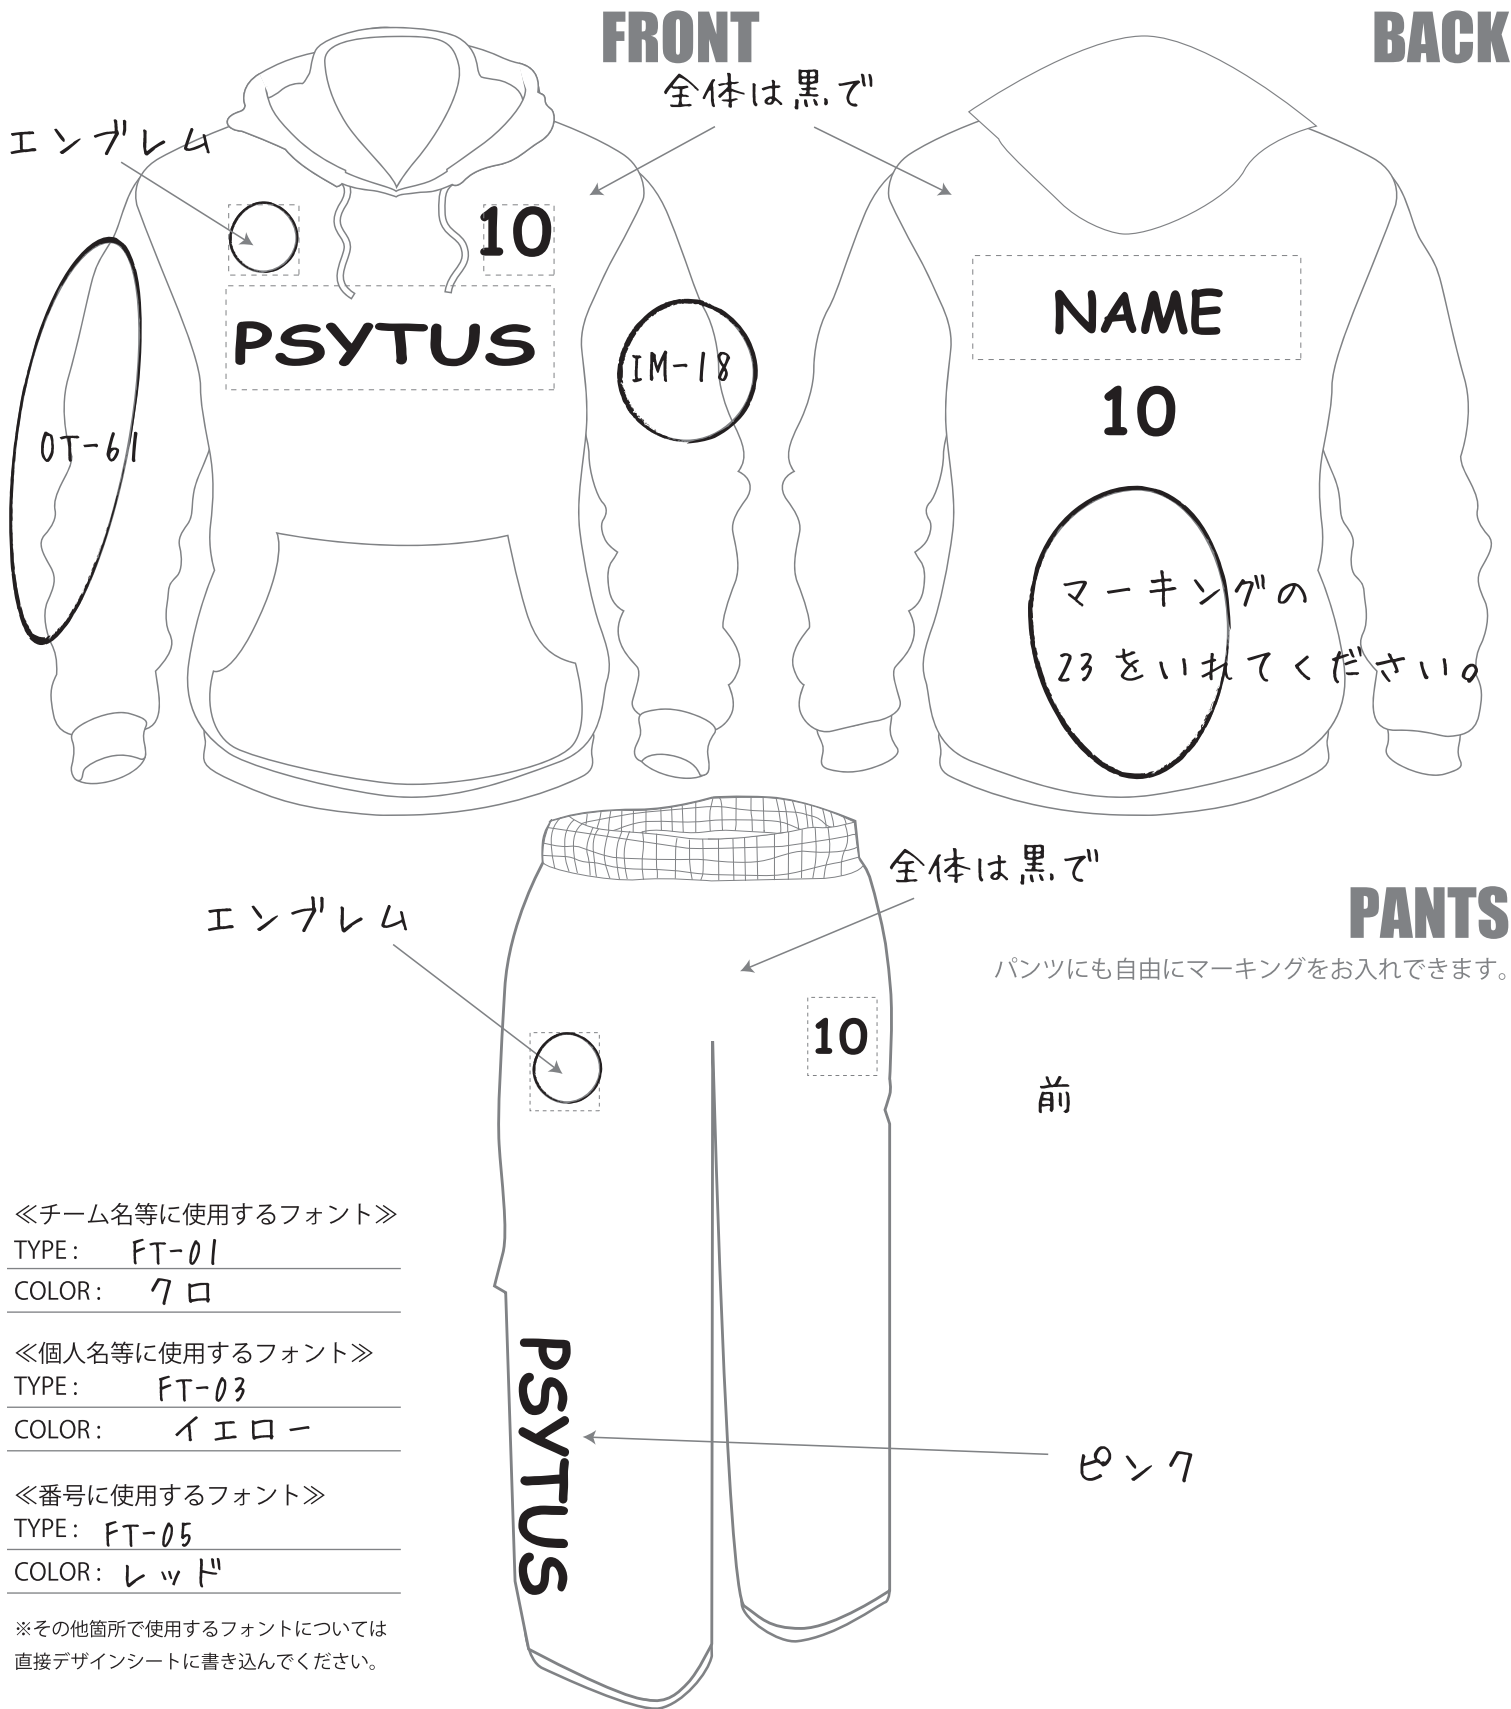 FRONT
BACK
全体は黒で
エンブレム
10
PSYTUS
NAME
IM-18
10
OT-61
マーキングの
23をいれてください。
全体は黒で
エンブレム
PANTS
パンツにも自由にマーキングをお入れできます。
10
前
≪チーム名等に使用するフォント≫
TYPE : FT-01
COLOR : クロ
≪個人名等に使用するフォント≫
TYPE : FT-03
COLOR : イエロー
PSYTUS
ピンク
≪番号に使用するフォント≫
TYPE : FT-05
COLOR : レッド
※その他箇所で使用するフォントについては
直接デザインシートに書き込んでください。